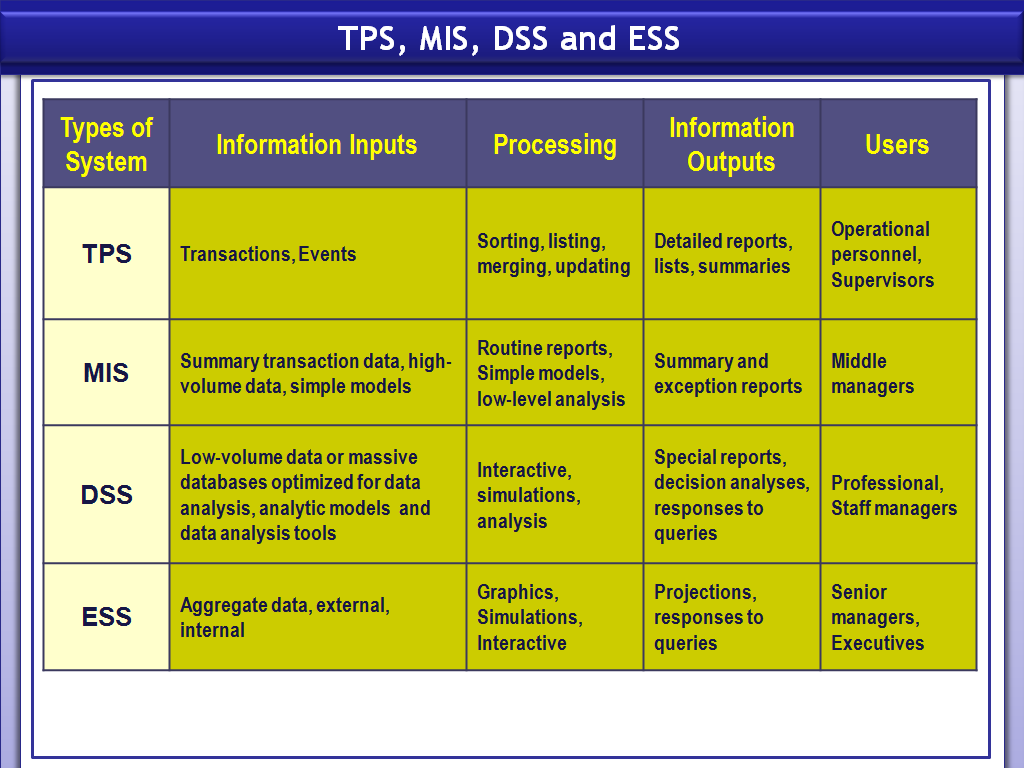 TPS, MIS, DSS and ESS
Types of
System
Information Inputs
Processing
Information
Outputs
Users
TPS
Transactions, Events
Sorting, listing,
merging, updating
Detailed reports,
lists, summaries
Operational
personnel,
Supervisors
MIS
Summary transaction data, high-
volume data, simple models
Routine reports,
Simple models,
low-level analysis
Summary and
exception reports
Middle
managers
DSS
Low-volume data or massive
databases optimized for data
analysis, analytic models and
data analysis tools
Interactive,
simulations,
analysis
Special reports,
decision analyses,
responses to
queries
Professional,
Staff managers
ESS
Aggregate data, external,
internal
Graphics,
Simulations,
Interactive
Projections,
responses to
queries
Senior
managers,
Executives